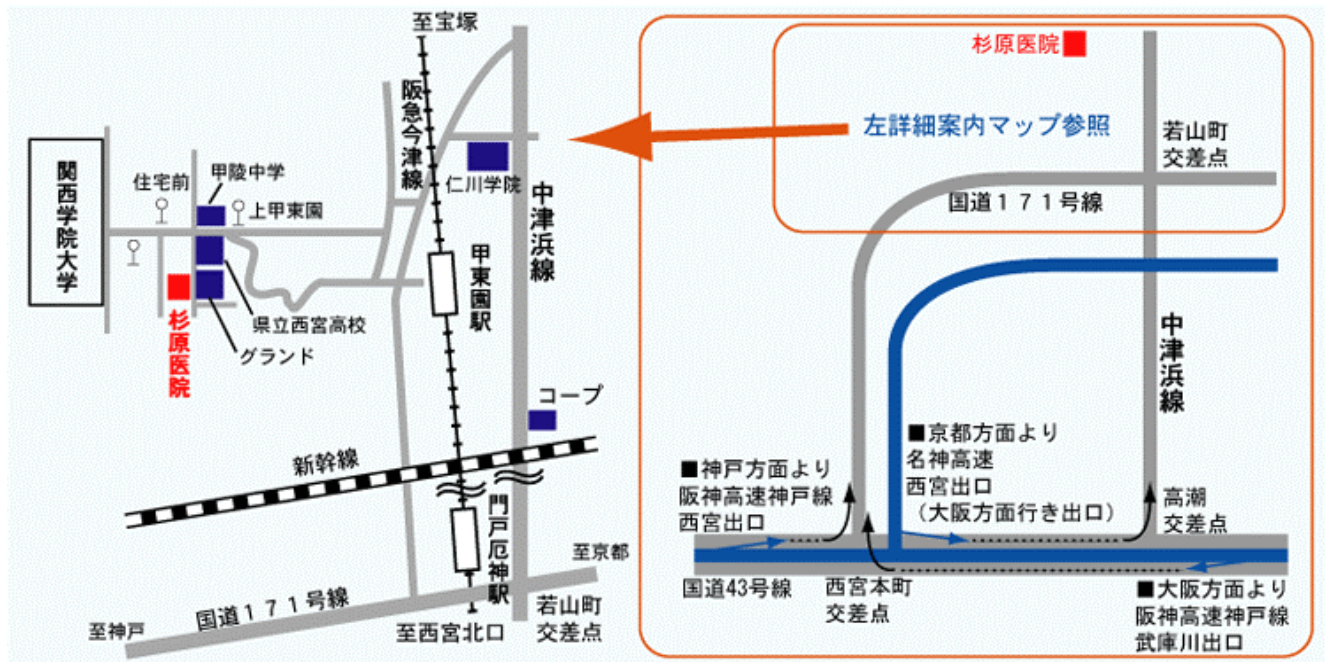 至宝塚
阪急今津線
関西学院大学
住宅前
甲陵中学
上甲東園
仁川学院
中津浜線
甲東園駅
杉原医院
県立西宮高校
グランド
コープ
新幹線
門戸厄神駅
至京都
国道171号線
至神戸
至西宮北口
若山町
交差点
杉原医院
左詳細案内マップ参照
若山町
交差点
国道171号線
中津浜線
■京都方面より
名神高速
西宮出口
（大阪方面行き出口）
■神戸方面より
阪神高速神戸線
西宮出口
高潮
交差点
国道43号線
西宮本町
交差点
■大阪方面より
阪神高速神戸線
武庫川出口